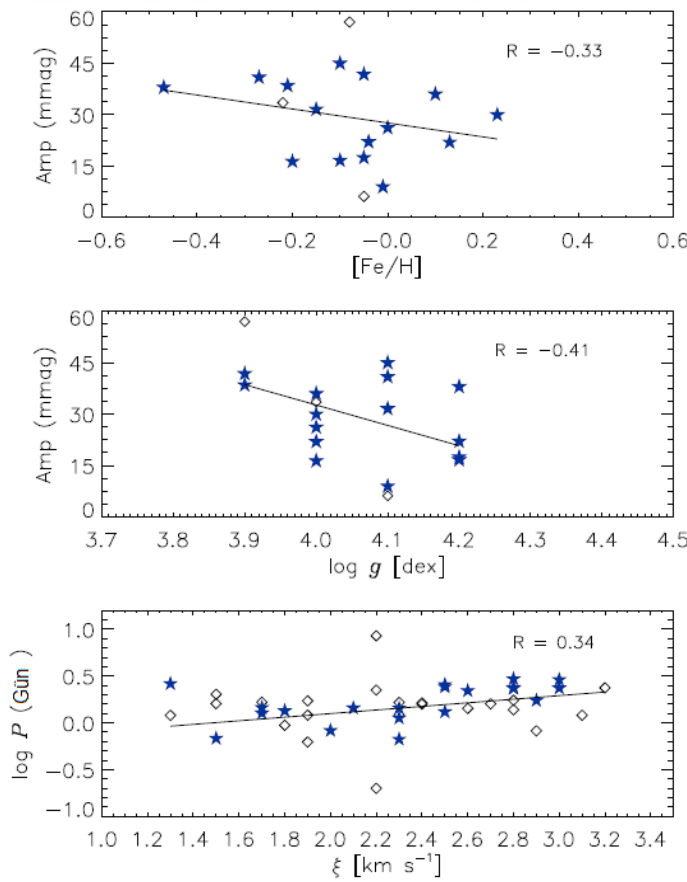 60
45
30
15
0
Amp (mmag)
R = −0.33
−0.6 −0.4 −0.2 −0.0 0.2 0.4 0.6
[Fe/H]
60
45
30
15
0
Amp (mmag)
R = −0.41
3.7 3.8 3.9 4.0 4.1 4.2 4.3 4.4 4.5
log g [dex]
1.0
0.5
0.0
−0.5
−1.0
log P (Gün)
R = 0.34
1.0 1.2 1.4 1.6 1.8 2.0 2.2 2.4 2.6 2.8 3.0 3.2 3.4
ξ [km s⁻¹]